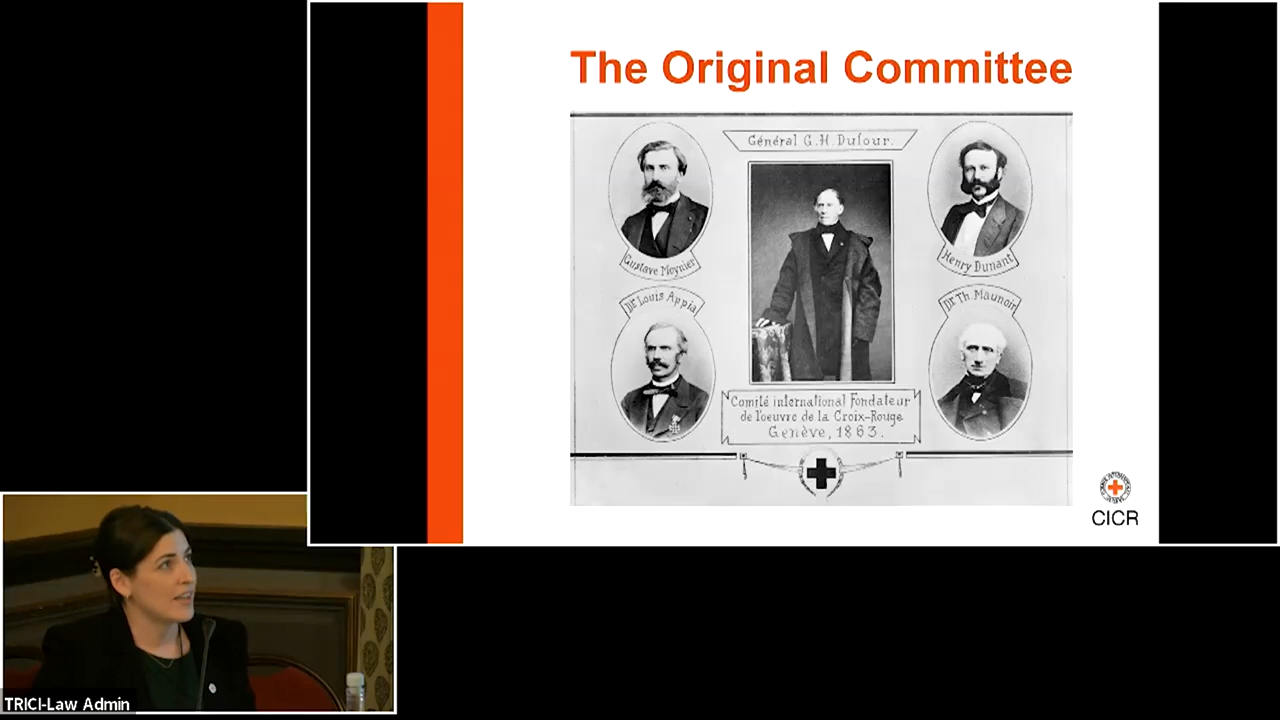 The Original Committee
Général G. H. Dufour.
Gustave Moynier
Henry Dunant
Dr Louis Appia
Dr Th. Maunoir
Comité international Fondateur
de l'oeuvre de la Croix-Rouge
Genève, 1863.
CICR
TRICI-Law Admin